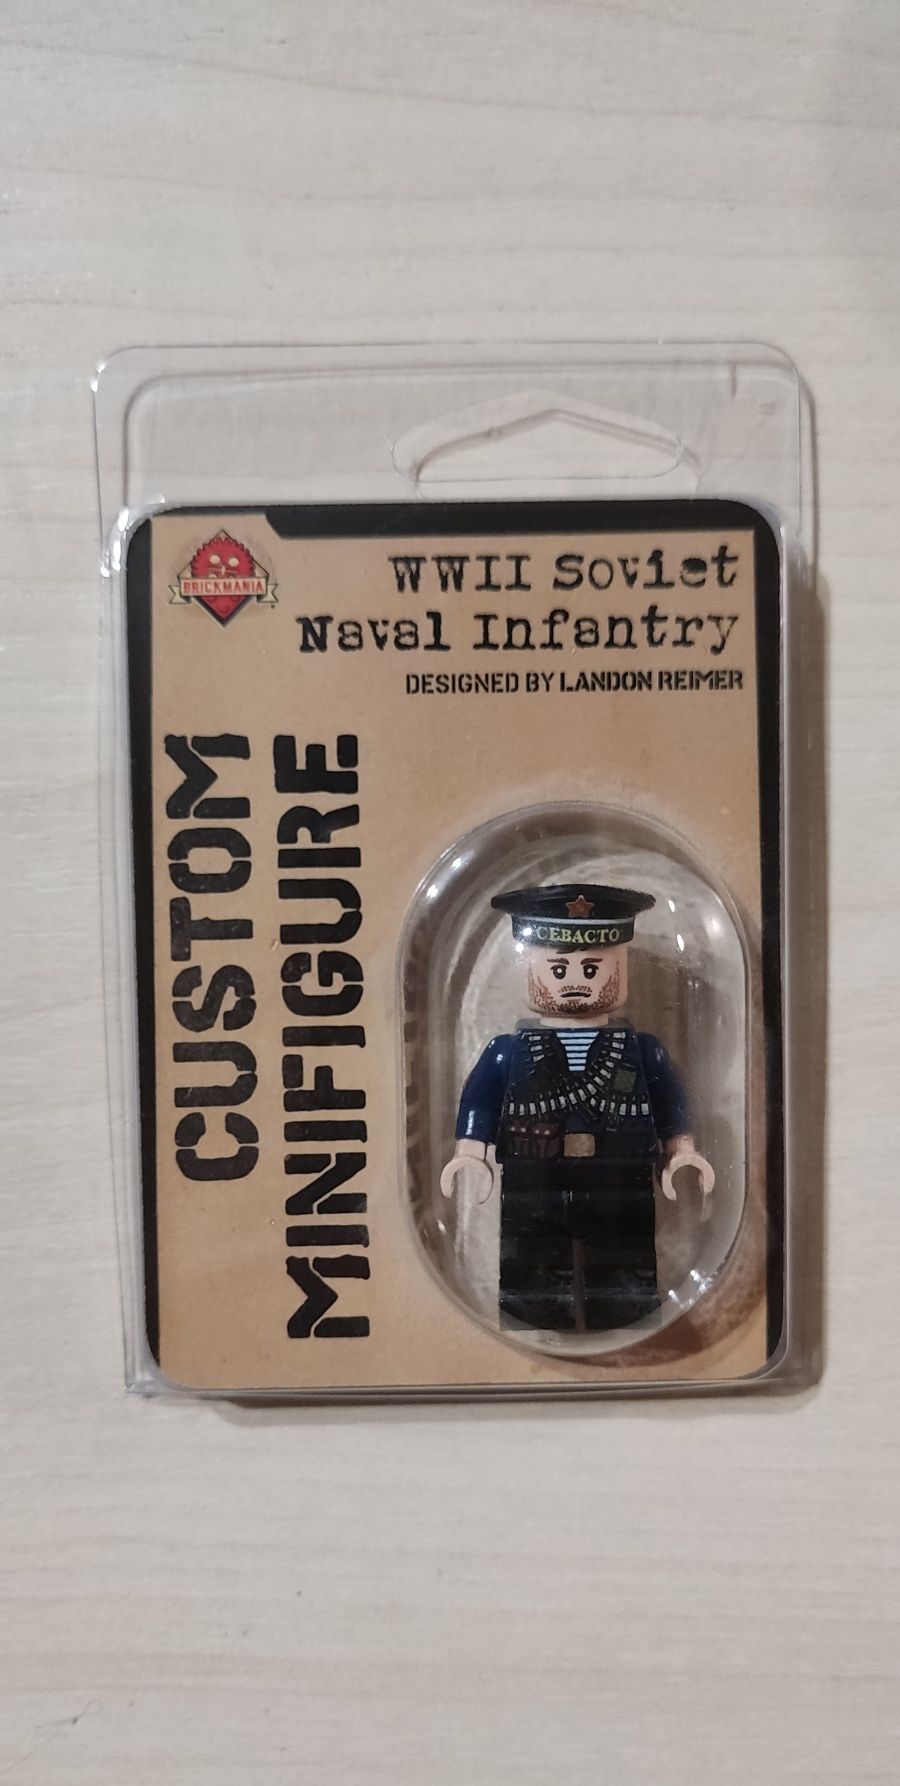 BRICKMANIA
WWII Soviet
Naval Infantry
DESIGNED BY LANDON REIMER
CUSTOM
MINIFIGURE
СЕВАСТО